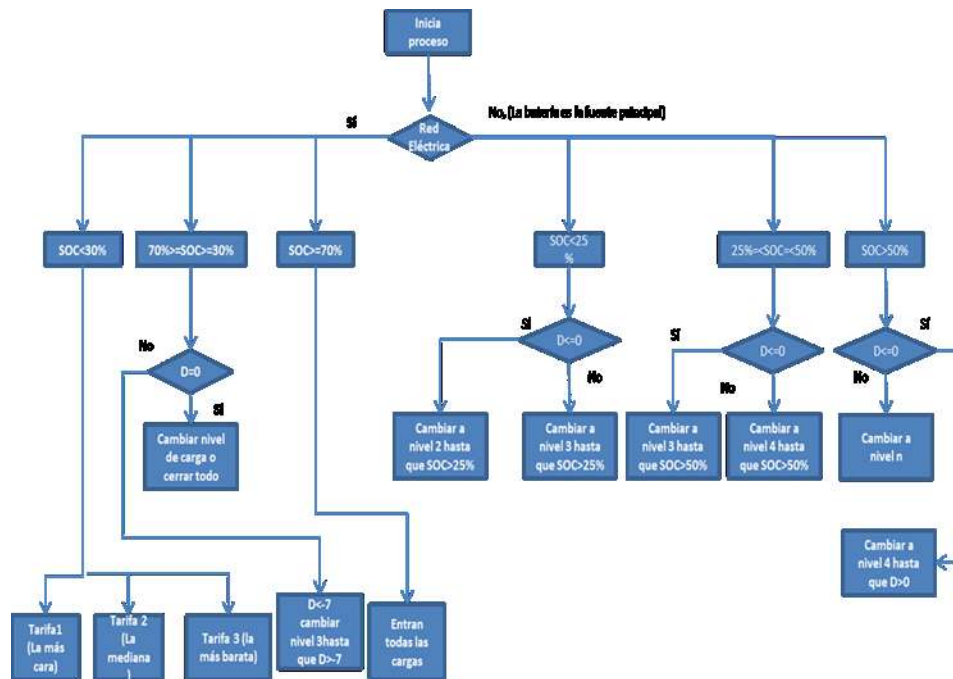 Inicia
proceso
Sí
No, (La batería es la fuente principal)
Red
Eléctrica
SOC<30%
70%>=SOC>=30%
SOC>=70%
SOC<25
%
25%=<SOC=<50%
SOC>50%
No
D=0
Sí
Sí
D<=0
No
Sí
D<=0
No
Sí
D<=0
No
Cambiar nivel
de carga o
cerrar todo
Cambiar a
nivel 2 hasta
que SOC>25%
Cambiar a
nivel 3 hasta
que SOC>25%
Cambiar a
nivel 3 hasta
que SOC>50%
Cambiar a
nivel 4 hasta
que SOC>50%
Cambiar a
nivel n
Cambiar a
nivel 4 hasta
que D>0
Tarifa1
(La más
cara)
Tarifa 2
(La
mediana
)
Tarifa 3 (la
más barata)
D<-7
cambiar
nivel 3hasta
que D>-7
Entran
todas las
cargas